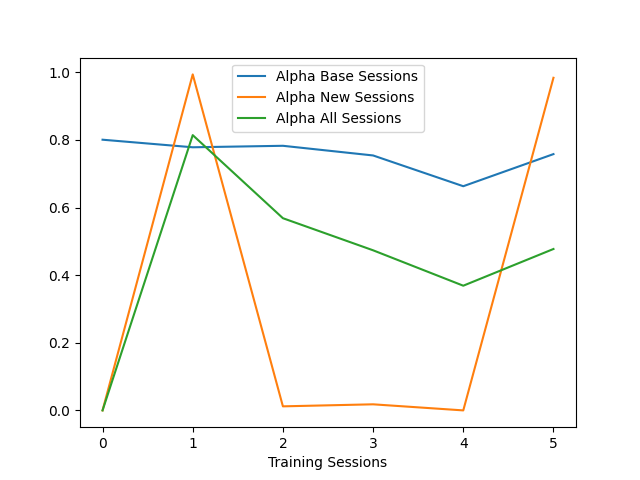 1.0
0.8
0.6
0.4
0.2
0.0
Alpha Base Sessions
Alpha New Sessions
Alpha All Sessions
0 1 2 3 4 5
Training Sessions